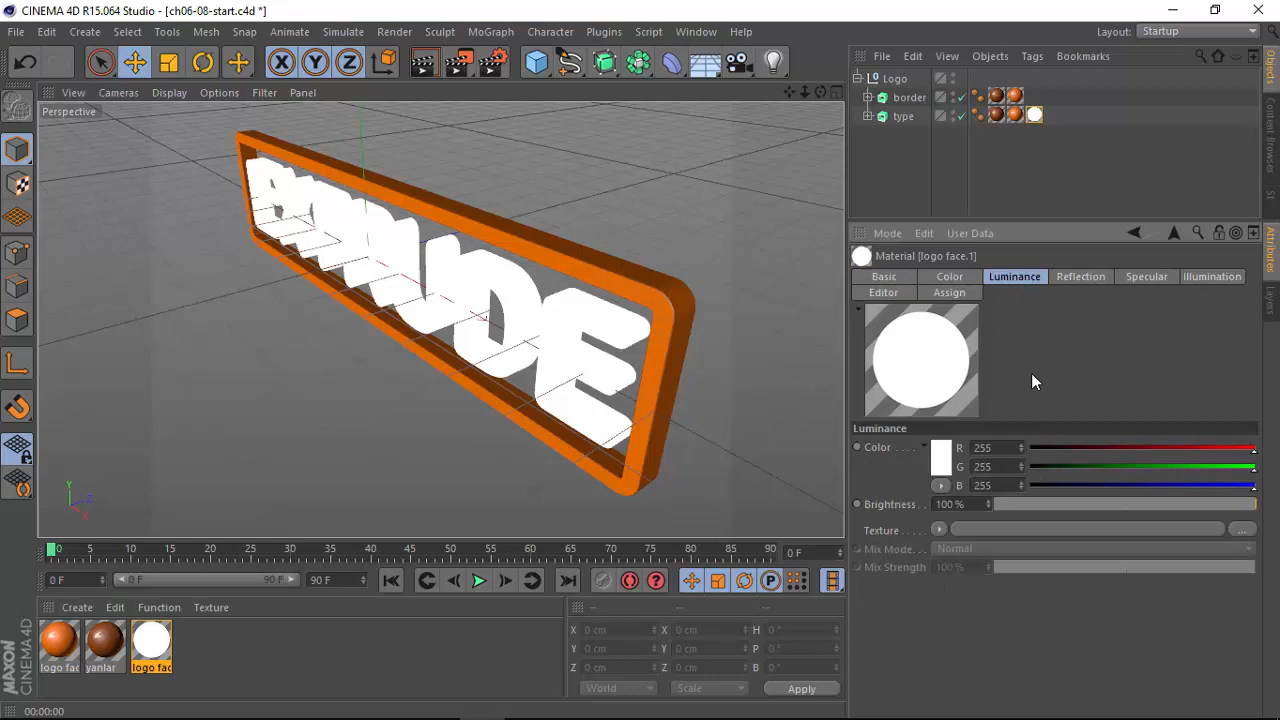 CINEMA 4D R15.064 Studio - [ch06-08-start.c4d *]
File Edit Create Select Tools Mesh Snap Animate Simulate Render Sculpt MoGraph Character Plugins Script Window Help
Layout: Startup
X Y Z
File Edit View Objects Tags Bookmarks
View Cameras Display Options Filter Panel
Perspective
Logo
border
type
Objects
Content Browser
Attributes
Layers
Mode Edit User Data
Material [logo face.1]
Basic Color Luminance Reflection Specular Illumination
Editor Assign
Luminance
Color . . . . R 255
G 255
B 255
Brightness . . 100 %
Texture . . . . ...
Mix Mode. . Normal
Mix Strength 100 %
Y
Z
X
0 5 10 15 20 25 30 35 40 45 50 55 60 65 70 75 80 85 90 0 F
0 F 0 F 90 F 90 F
P
Create Edit Function Texture
logo fac yanlar logo fac
-- -- --
X 0 cm X 0 cm H 0 °
Y 0 cm Y 0 cm P 0 °
Z 0 cm Z 0 cm B 0 °
World Scale Apply
MAXON
CINEMA 4D
00:00:00